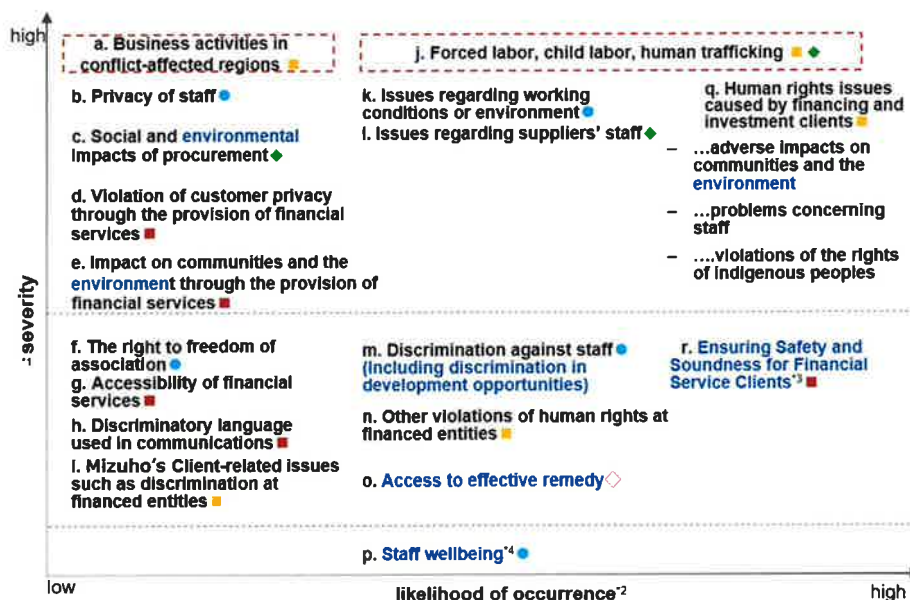 high
a. Business activities in
conflict-affected regions
b. Privacy of staff
c. Social and environmental
Impacts of procurement
d. Violation of customer privacy
through the provision of financial
services
e. Impact on communities and the
environment through the provision of
financial services
j. Forced labor, child labor, human trafficking
k. Issues regarding working
conditions or environment
l. Issues regarding suppliers' staff
q. Human rights issues
caused by financing and
investment clients
– ...adverse impacts on
communities and the
environment
– ...problems concerning
staff
– ....violations of the rights
of indigenous peoples
severity
f. The right to freedom of
association
g. Accessibility of financial
services
h. Discriminatory language
used in communications
i. Mizuho's Client-related issues
such as discrimination at
financed entities
m. Discrimination against staff
(including discrimination in
development opportunities)
n. Other violations of human rights at
financed entities
o. Access to effective remedy
r. Ensuring Safety and
Soundness for Financial
Service Clients*3
p. Staff wellbeing*4
low
likelihood of occurrence*2
high